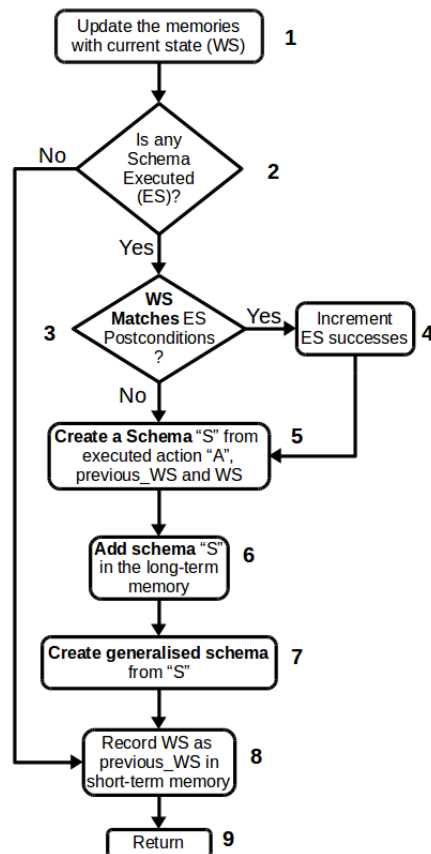 Update the memories
with current state (WS)
1
Is any
Schema
Executed
(ES)?
2
No
Yes
WS
Matches ES
Postconditions
?
3
Yes
Increment
ES successes
4
No
Create a Schema “S” from
executed action “A”,
previous_WS and WS
5
Add schema “S”
in the long-term
memory
6
Create generalised schema
from “S”
7
Record WS as
previous_WS in
short-term memory
8
Return
9